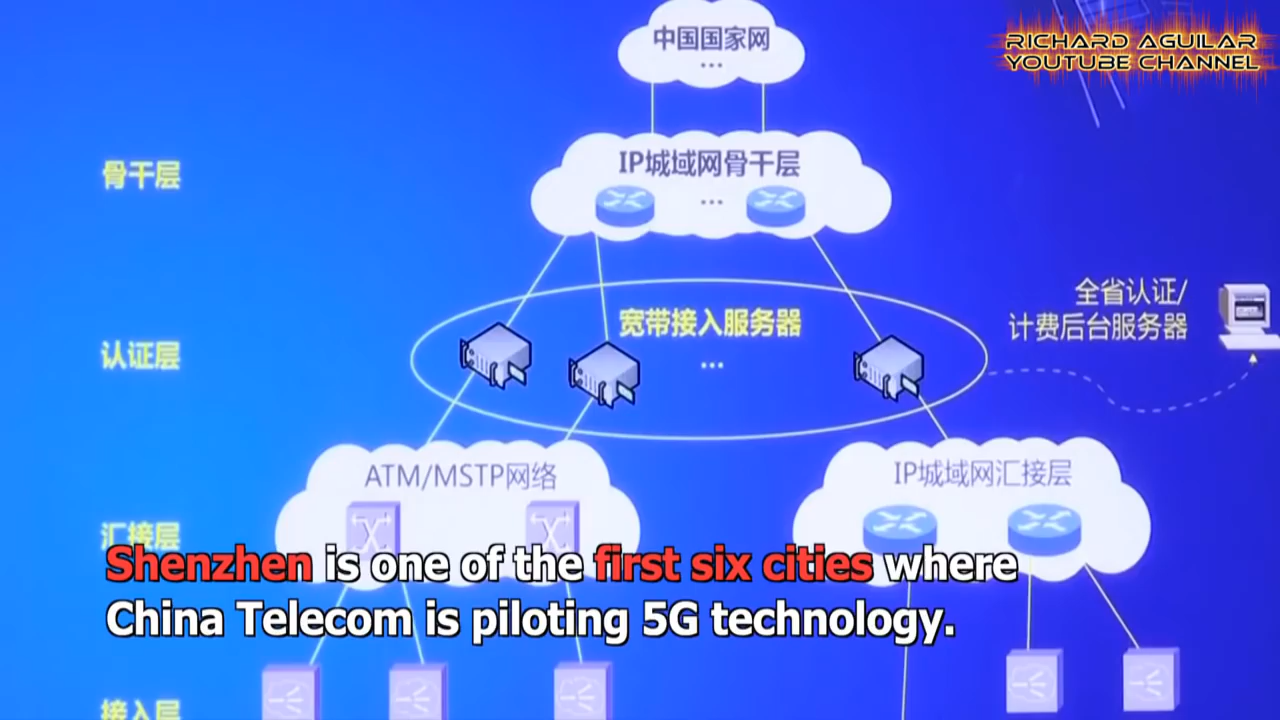 中国国家网
...
RICHARD AGUILAR
YOUTUBE CHANNEL
骨干层
IP城域网骨干层
...
全省认证/
计费后台服务器
宽带接入服务器
认证层
...
ATM/MSTP网络
IP城域网汇接层
汇接层
Shenzhen is one of the first six cities where
China Telecom is piloting 5G technology.
接入层